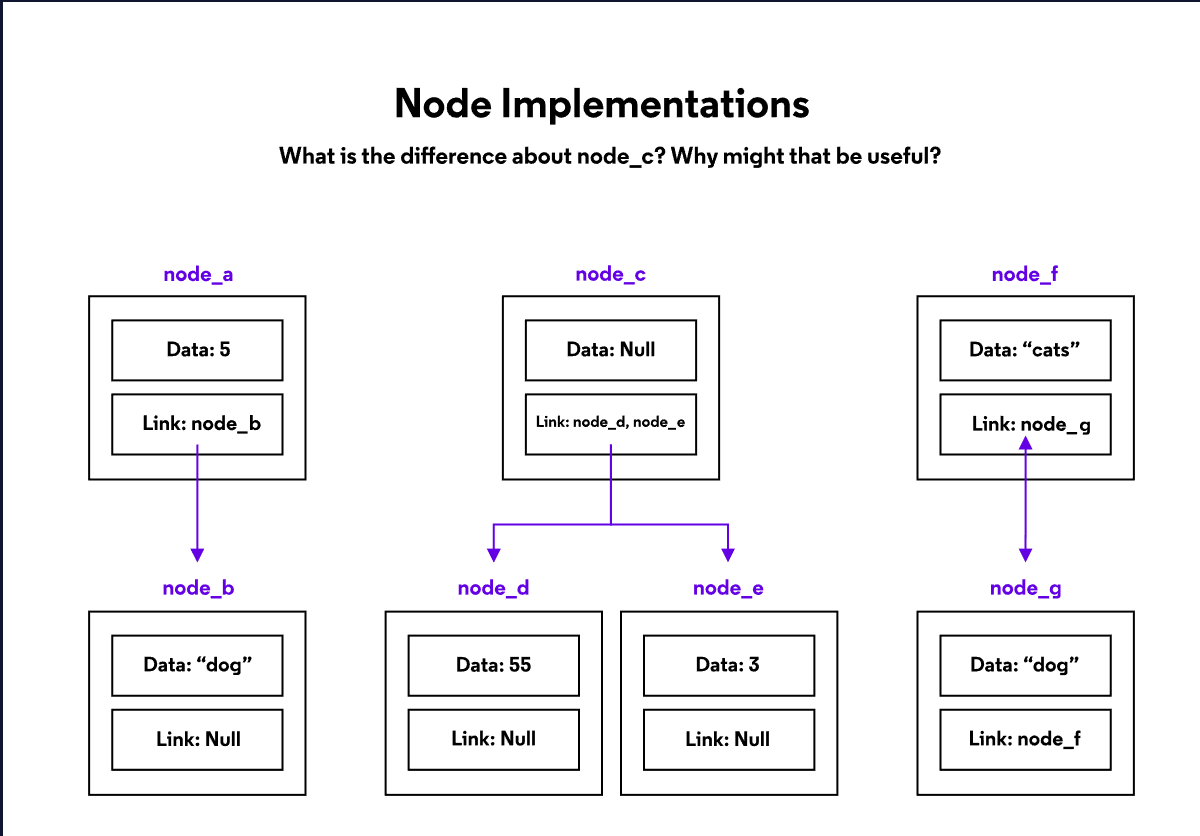 Node Implementations
What is the difference about node_c? Why might that be useful?
node_a
Data: 5
Link: node_b
node_b
Data: “dog”
Link: Null
node_c
Data: Null
Link: node_d, node_e
node_d
Data: 55
Link: Null
node_e
Data: 3
Link: Null
node_f
Data: “cats”
Link: node_g
node_g
Data: “dog”
Link: node_f